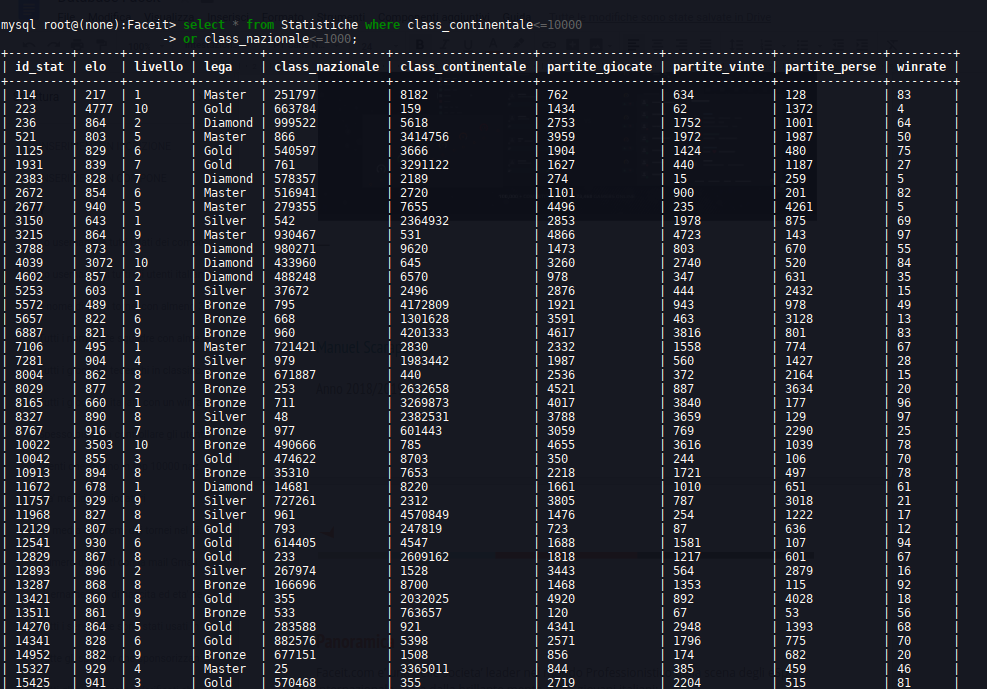 mysql root@(none):Faceit> select * from Statistiche where class_continentale<=10000
-> or class_nazionale<=1000;
| id_stat | elo | livello | lega | class_nazionale | class_continentale | partite_giocate | partite_vinte | partite_perse | winrate |
| 114 | 217 | 1 | Master | 251797 | 8182 | 762 | 634 | 128 | 83 |
| 223 | 4777 | 10 | Gold | 663784 | 159 | 1434 | 62 | 1372 | 4 |
| 236 | 864 | 2 | Diamond | 999522 | 5618 | 2753 | 1752 | 1001 | 64 |
| 521 | 803 | 5 | Master | 866 | 3414756 | 3959 | 1972 | 1987 | 50 |
| 1125 | 829 | 6 | Gold | 540597 | 3666 | 1904 | 1424 | 480 | 75 |
| 1931 | 839 | 7 | Gold | 761 | 3291122 | 1627 | 440 | 1187 | 27 |
| 2383 | 828 | 7 | Diamond | 578357 | 2189 | 274 | 15 | 259 | 5 |
| 2672 | 854 | 6 | Master | 516941 | 2720 | 1101 | 900 | 201 | 82 |
| 2677 | 940 | 5 | Master | 279355 | 7655 | 4496 | 235 | 4261 | 5 |
| 3150 | 643 | 1 | Silver | 542 | 2364932 | 2853 | 1978 | 875 | 69 |
| 3215 | 864 | 9 | Master | 930467 | 531 | 4866 | 4723 | 143 | 97 |
| 3788 | 873 | 3 | Diamond | 980271 | 9620 | 1473 | 803 | 670 | 55 |
| 4039 | 3072 | 10 | Diamond | 433960 | 645 | 3260 | 2740 | 520 | 84 |
| 4602 | 857 | 2 | Diamond | 488248 | 6570 | 978 | 347 | 631 | 35 |
| 5253 | 603 | 1 | Silver | 37672 | 2496 | 2876 | 444 | 2432 | 15 |
| 5572 | 489 | 1 | Bronze | 795 | 4172809 | 1921 | 943 | 978 | 49 |
| 5657 | 822 | 6 | Bronze | 668 | 1301628 | 3591 | 463 | 3128 | 13 |
| 6887 | 821 | 9 | Bronze | 960 | 4201333 | 4617 | 3816 | 801 | 83 |
| 7106 | 495 | 1 | Master | 721421 | 2830 | 2332 | 1558 | 774 | 67 |
| 7281 | 904 | 4 | Silver | 979 | 1983442 | 1987 | 560 | 1427 | 28 |
| 8004 | 862 | 8 | Bronze | 671887 | 440 | 2536 | 372 | 2164 | 15 |
| 8029 | 877 | 2 | Bronze | 253 | 2632658 | 4521 | 887 | 3634 | 20 |
| 8165 | 660 | 1 | Bronze | 711 | 3269873 | 4017 | 3840 | 177 | 96 |
| 8327 | 890 | 8 | Silver | 48 | 2382531 | 3788 | 3659 | 129 | 97 |
| 8767 | 916 | 7 | Bronze | 977 | 601443 | 3059 | 769 | 2290 | 25 |
| 10022 | 3503 | 10 | Bronze | 490666 | 785 | 4655 | 3616 | 1039 | 78 |
| 10042 | 855 | 3 | Gold | 474622 | 8703 | 350 | 244 | 106 | 70 |
| 10913 | 894 | 8 | Bronze | 35310 | 7653 | 2218 | 1721 | 497 | 78 |
| 11672 | 678 | 1 | Diamond | 14681 | 8220 | 1661 | 1010 | 651 | 61 |
| 11757 | 929 | 9 | Silver | 727261 | 2312 | 3805 | 787 | 3018 | 21 |
| 11968 | 827 | 8 | Silver | 961 | 4570849 | 1476 | 254 | 1222 | 17 |
| 12129 | 807 | 4 | Gold | 793 | 247819 | 723 | 87 | 636 | 12 |
| 12541 | 930 | 6 | Gold | 614405 | 4547 | 1688 | 1581 | 107 | 94 |
| 12829 | 867 | 8 | Gold | 233 | 2609162 | 1818 | 1217 | 601 | 67 |
| 12893 | 896 | 2 | Silver | 267974 | 1528 | 3443 | 564 | 2879 | 16 |
| 13287 | 868 | 8 | Bronze | 166696 | 8700 | 1468 | 1353 | 115 | 92 |
| 13421 | 860 | 8 | Gold | 355 | 2032025 | 4920 | 892 | 4028 | 18 |
| 13511 | 861 | 9 | Bronze | 533 | 763657 | 120 | 67 | 53 | 56 |
| 14270 | 864 | 5 | Gold | 283588 | 921 | 4341 | 2948 | 1393 | 68 |
| 14341 | 828 | 6 | Gold | 882576 | 5398 | 2571 | 1796 | 775 | 70 |
| 14952 | 882 | 9 | Bronze | 677151 | 1508 | 856 | 174 | 682 | 20 |
| 15327 | 929 | 4 | Master | 25 | 3365011 | 844 | 385 | 459 | 46 |
| 15425 | 941 | 3 | Gold | 570468 | 355 | 2719 | 2204 | 515 | 81 |